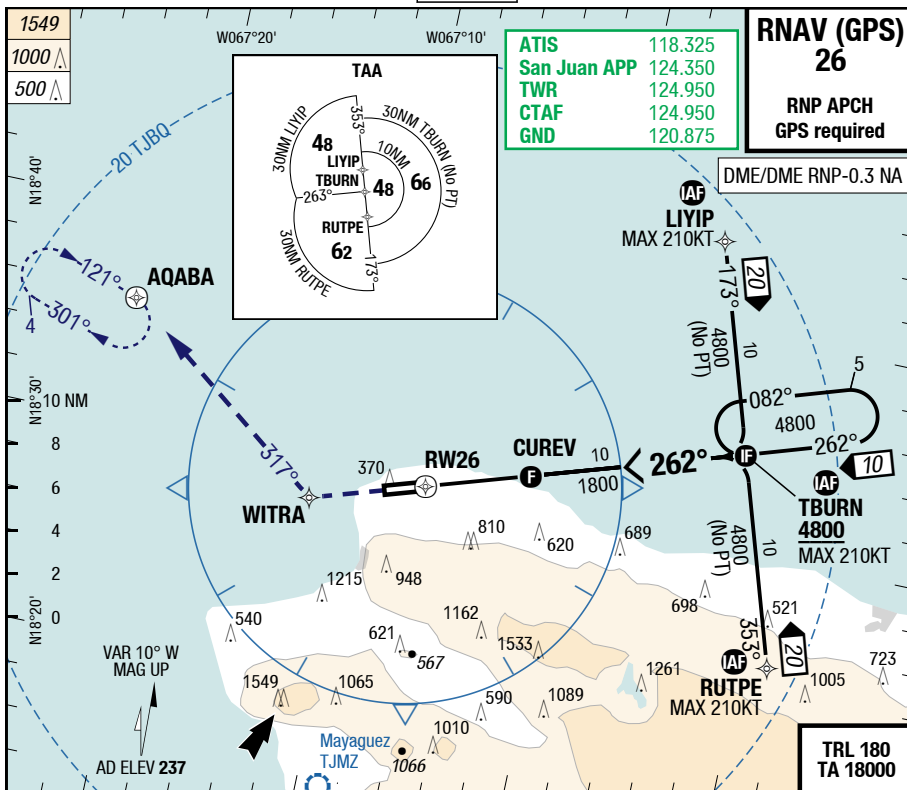 1549
1000
500
W067°20'
W067°10'
N18°40'
N18°30'
N18°20'
ATIS 118.325
San Juan APP 124.350
TWR 124.950
CTAF 124.950
GND 120.875
RNAV (GPS)
26
RNP APCH
GPS required
DME/DME RNP-0.3 NA
TAA
30NM LIYIP
353°
30NM TBURN (No PT)
48
10NM
LIYIP
TBURN
48
66
263°
RUTPE
62
30NM RUTPE
173°
20 TJBQ
121°
301°
4
AQABA
317°
WITRA
370
RW26
CUREV
F
10
1800
262°
IAF
LIYIP
MAX 210KT
173°
20
4800
(No PT)
10
5
082°
4800
262°
IF
10
IAF
TBURN
4800
MAX 210KT
4800
(No PT)
10
353°
20
IAF
RUTPE
MAX 210KT
10 NM
8
6
4
2
0
810
620
689
948
1215
540
1162
621
567
1533
698
521
1261
723
1005
1549
1065
590
1089
1010
1066
Mayaguez
TJMZ
VAR 10° W
MAG UP
AD ELEV 237
TRL 180
TA 18000